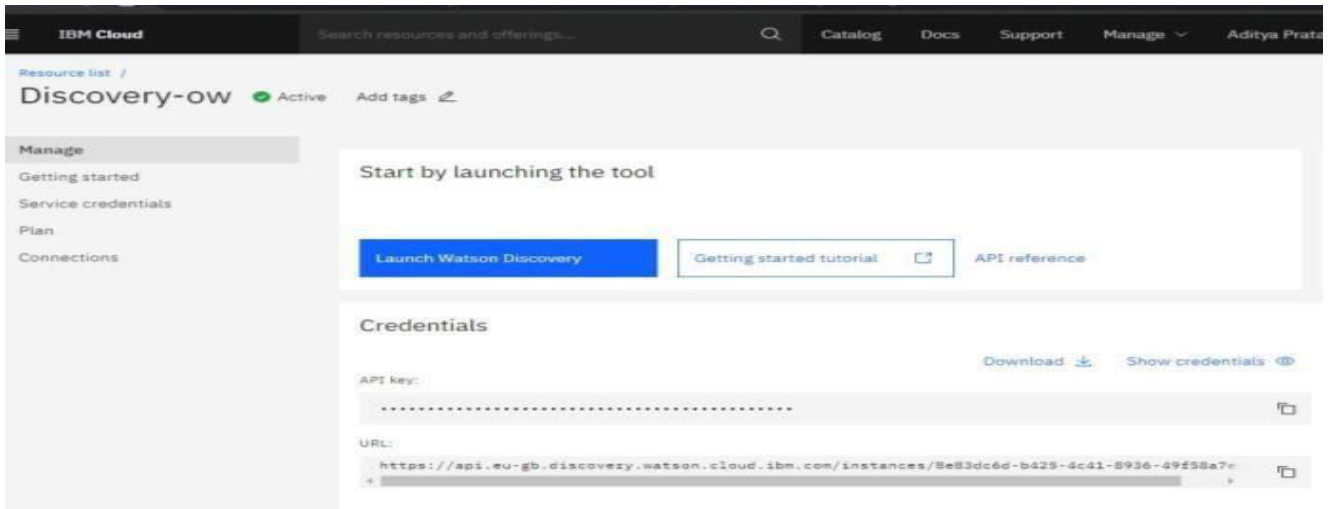 IBM Cloud Search resources and offerings... Catalog Docs Support Manage Aditya Prata
Resource list /
Discovery-ow Active Add tags
Manage
Getting started
Service credentials
Plan
Connections
Start by launching the tool
Launch Watson Discovery Getting started tutorial API reference
Credentials
Download Show credentials
API key:
............................................
URL:
https://api.eu-gb.discovery.watson.cloud.ibm.com/instances/8e83dc6d-b425-4c41-8936-49f58a7e